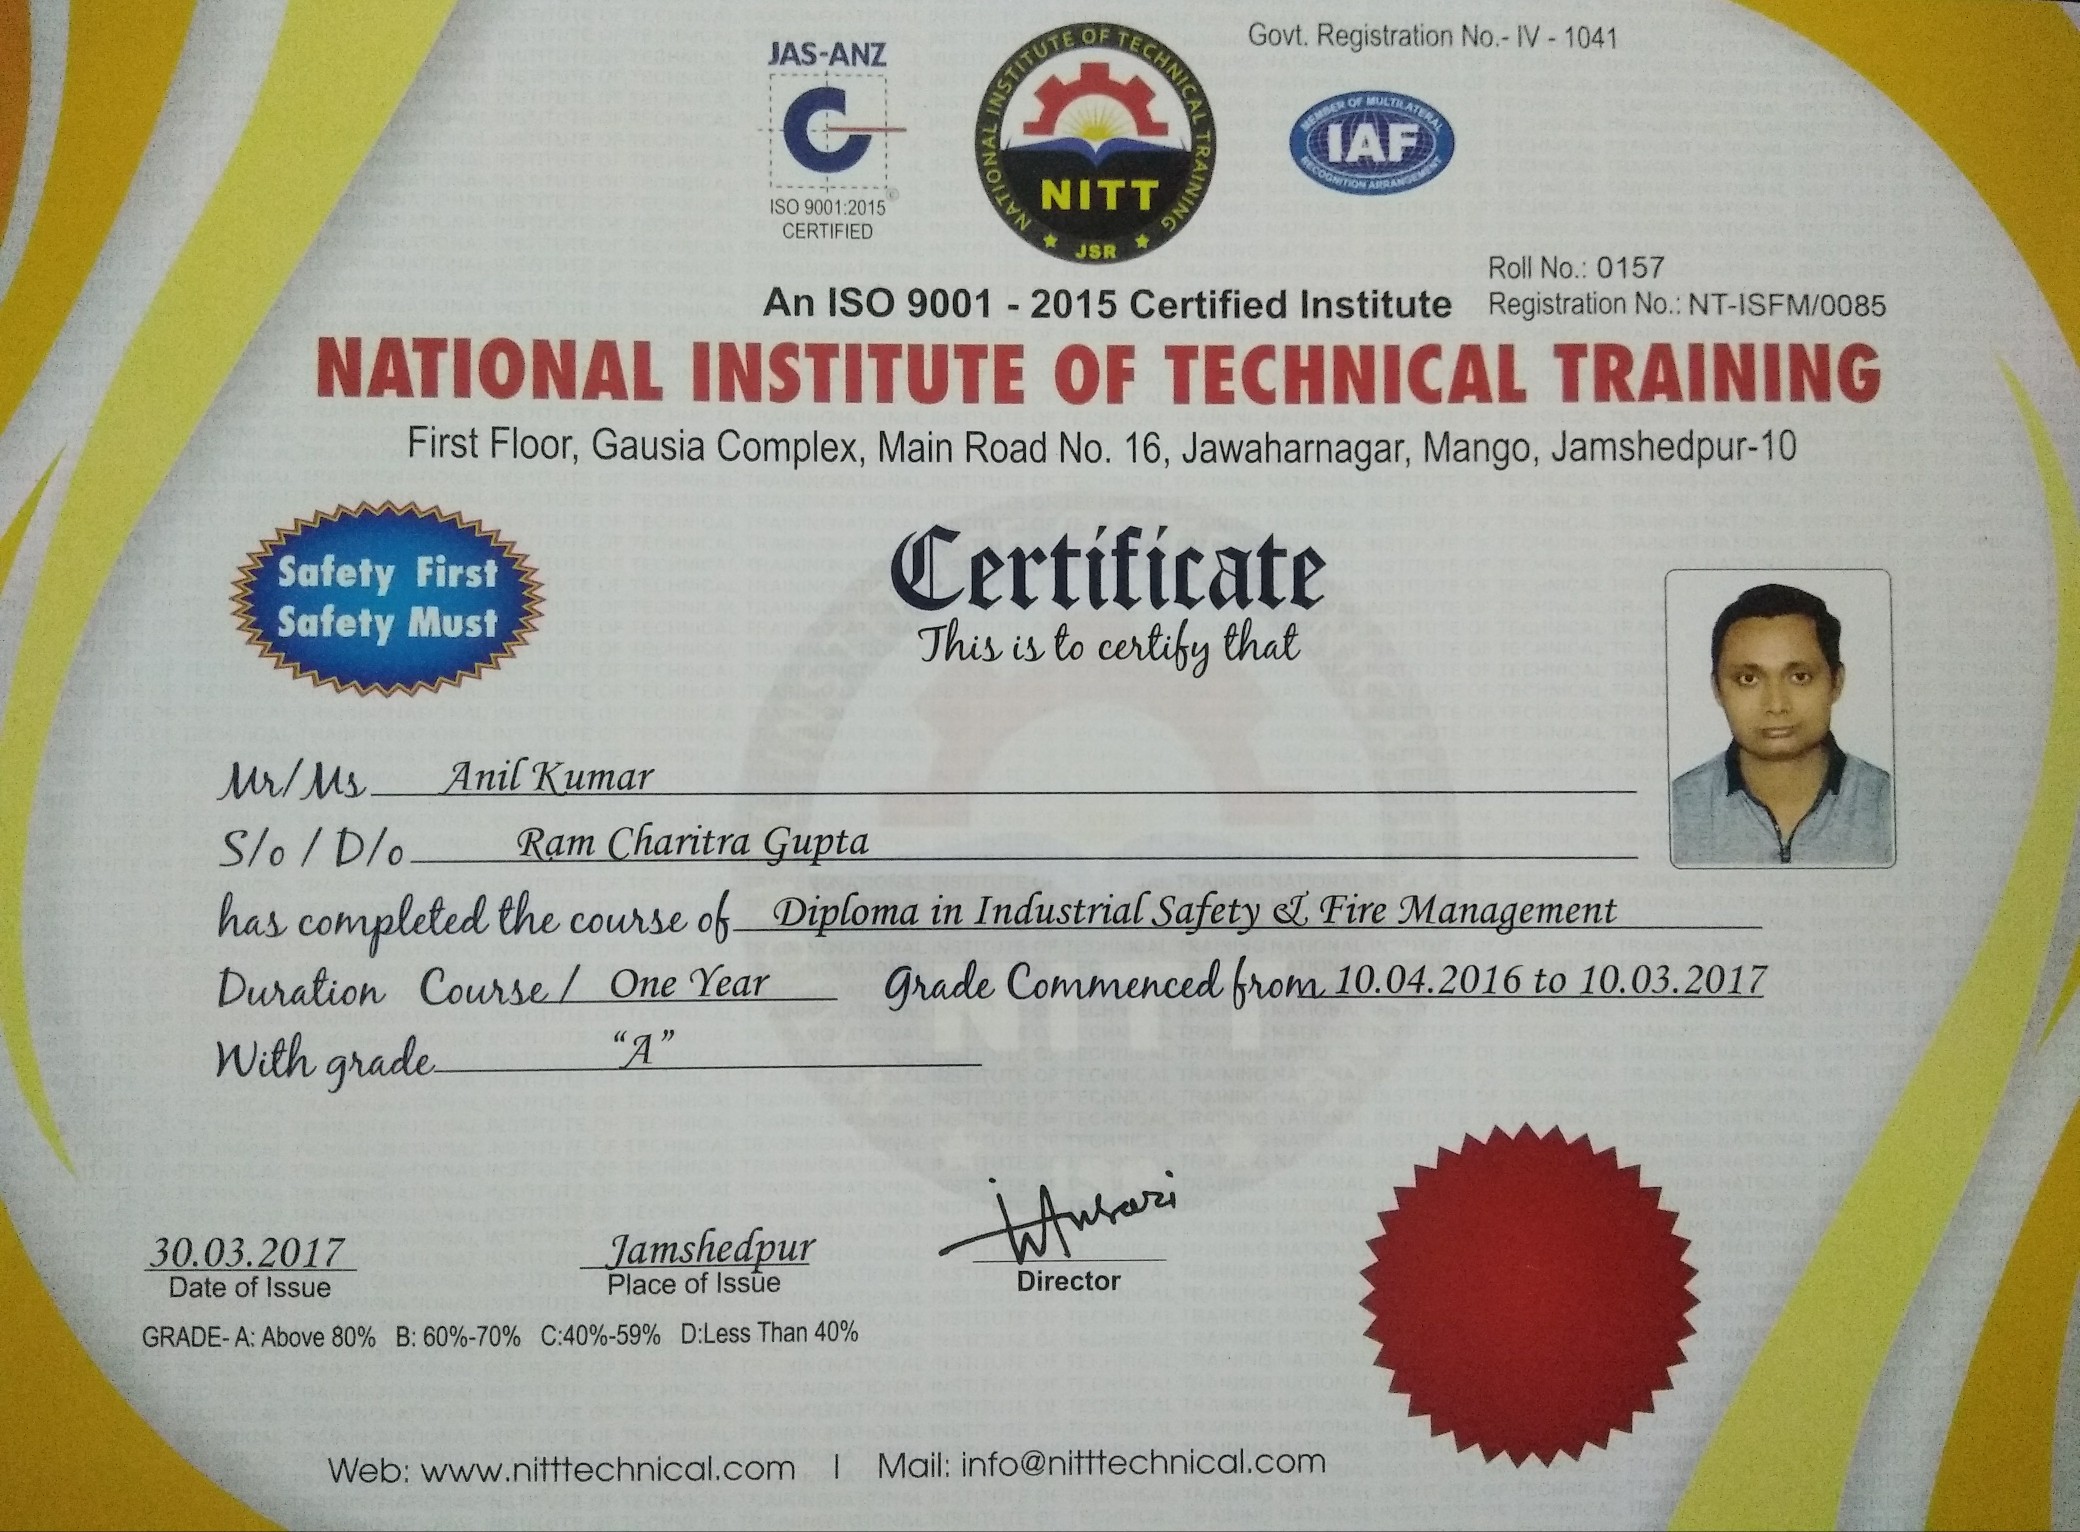 Govt. Registration No.- IV - 1041
JAS-ANZ
ISO 9001:2015
CERTIFIED
NATIONAL INSTITUTE OF TECHNICAL TRAINING
NITT
JSR
MEMBER OF MULTILATERAL
IAF
RECOGNITION ARRANGEMENT
Roll No.: 0157
An ISO 9001 - 2015 Certified Institute
Registration No.: NT-ISFM/0085
NATIONAL INSTITUTE OF TECHNICAL TRAINING
First Floor, Gausia Complex, Main Road No. 16, Jawaharnagar, Mango, Jamshedpur-10
Safety First
Safety Must
Certificate
This is to certify that
Mr/Ms Anil Kumar
S/o / D/o Ram Charitra Gupta
has completed the course of Diploma in Industrial Safety & Fire Management
Duration Course / One Year Grade Commenced from 10.04.2016 to 10.03.2017
With grade "A"
30.03.2017
Date of Issue
Jamshedpur
Place of Issue
Ansari
Director
GRADE- A: Above 80% B: 60%-70% C:40%-59% D:Less Than 40%
Web: www.nitttechnical.com | Mail: info@nitttechnical.com